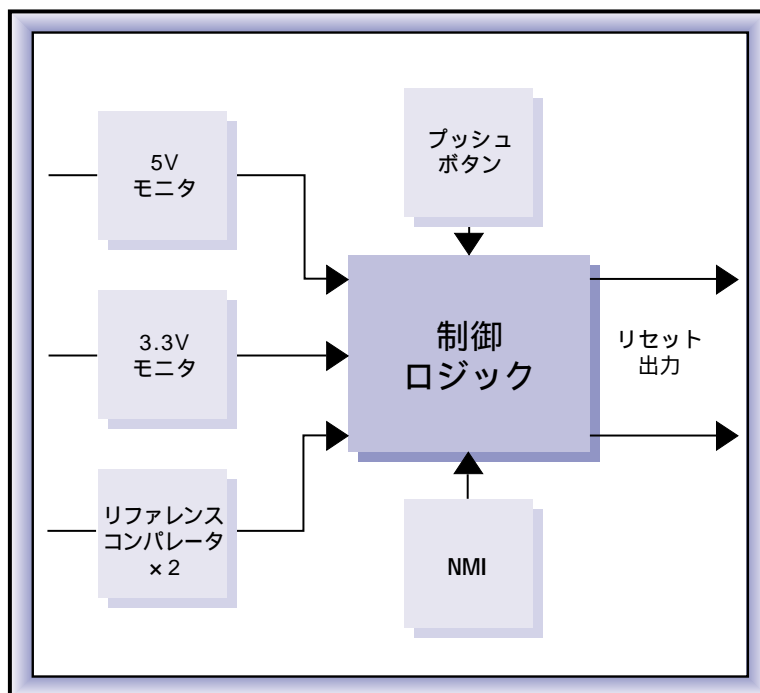 5V
モニタ
プッシュ
ボタン
3.3V
モニタ
制御
ロジック
リセット
出力
リファレンス
コンパレータ
×2
NMI